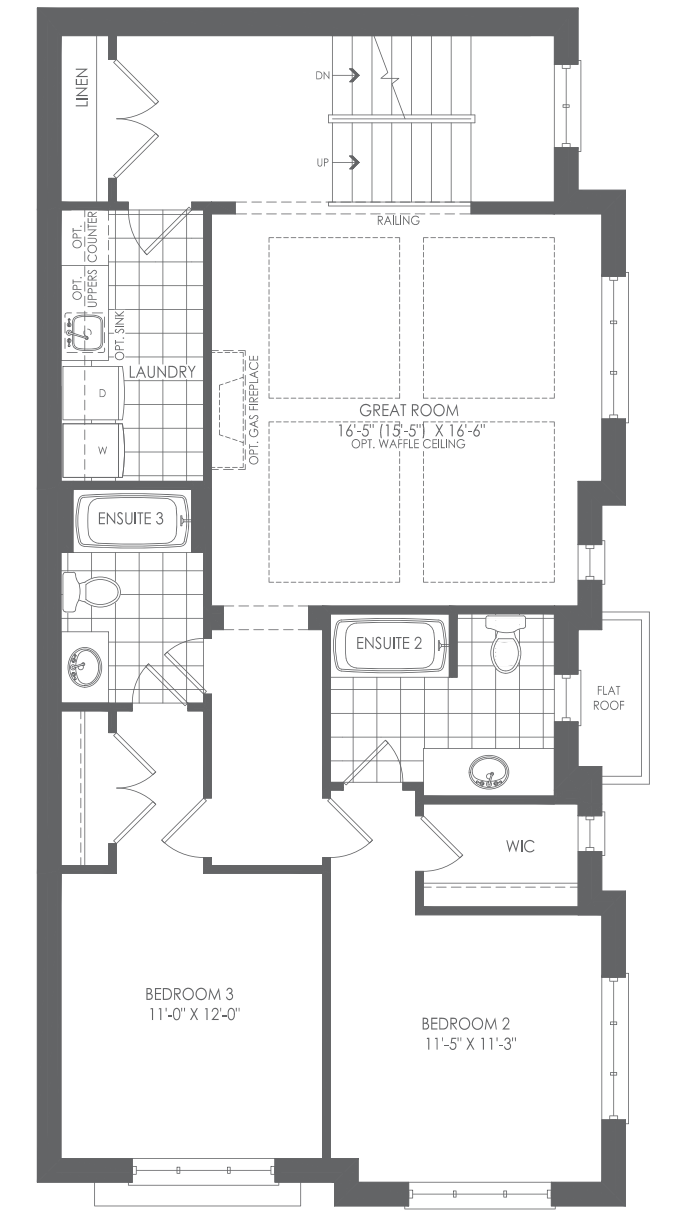 LINEN
DN
UP
RAILING
OPT.
COUNTER
OPT.
UPPERS
OPT. SINK
LAUNDRY
D
W
OPT. GAS FIREPLACE
GREAT ROOM
16'-5" (15'-5") X 16'-6"
OPT. WAFFLE CEILING
ENSUITE 3
ENSUITE 2
FLAT
ROOF
WIC
BEDROOM 3
11'-0" X 12'-0"
BEDROOM 2
11'-5" X 11'-3"